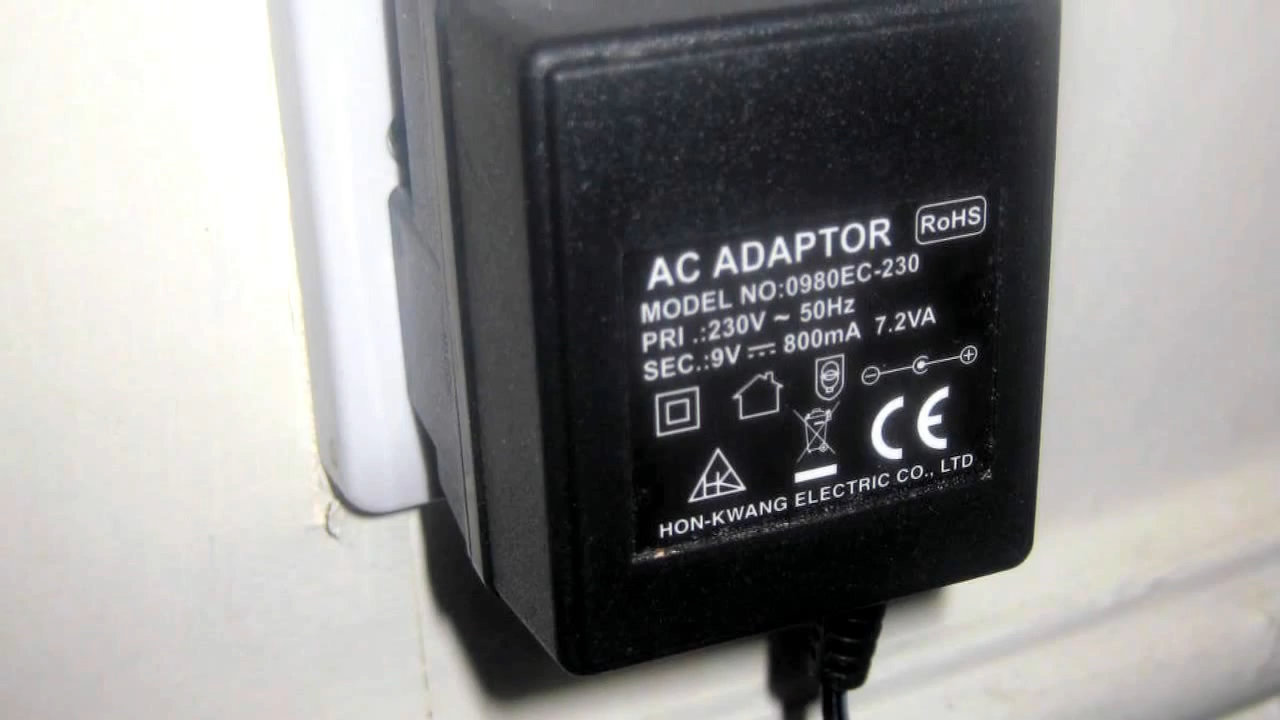 AC ADAPTOR RoHS
MODEL NO:0980EC-230
PRI .:230V ~ 50Hz
SEC.:9V ⎓ 800mA 7.2VA
CE
HK
HON-KWANG ELECTRIC CO., LTD